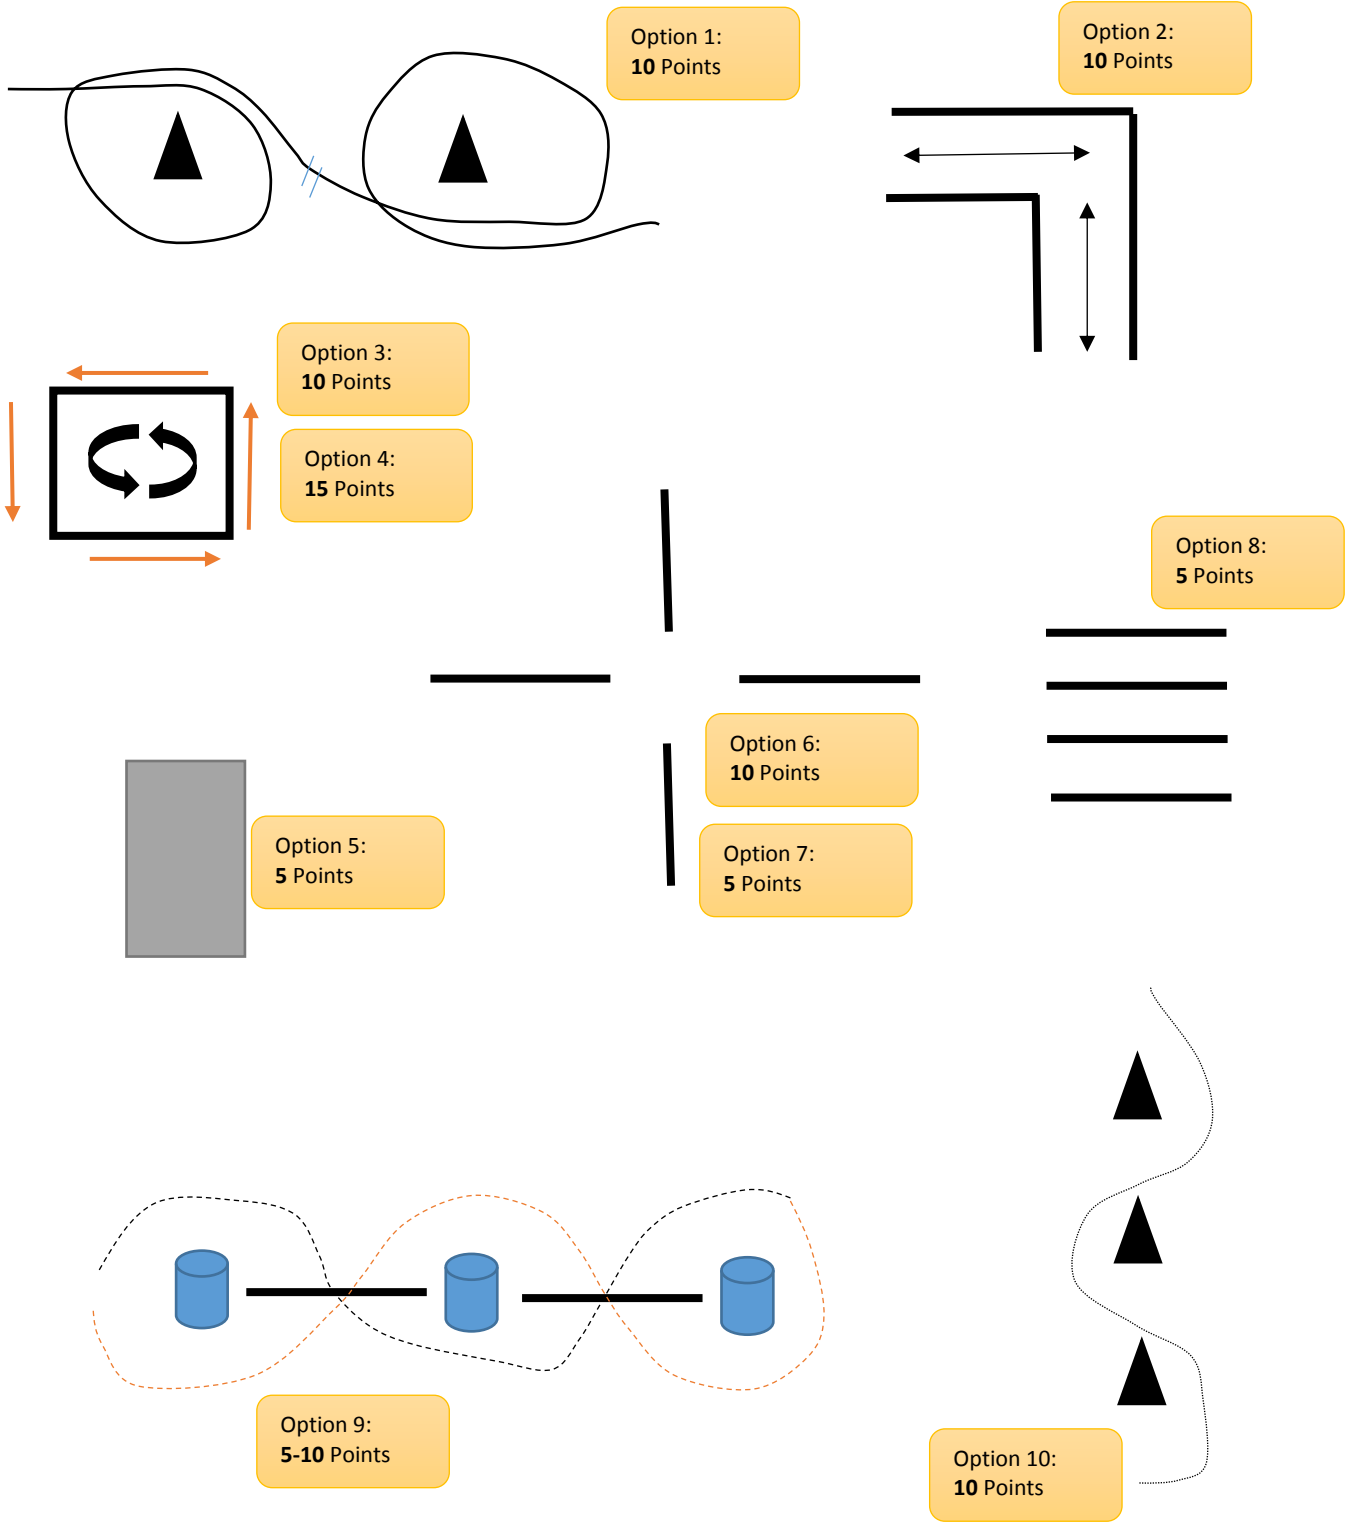 Option 1:
10 Points
Option 2:
10 Points
Option 3:
10 Points
Option 4:
15 Points
Option 8:
5 Points
Option 6:
10 Points
Option 5:
5 Points
Option 7:
5 Points
Option 9:
5-10 Points
Option 10:
10 Points